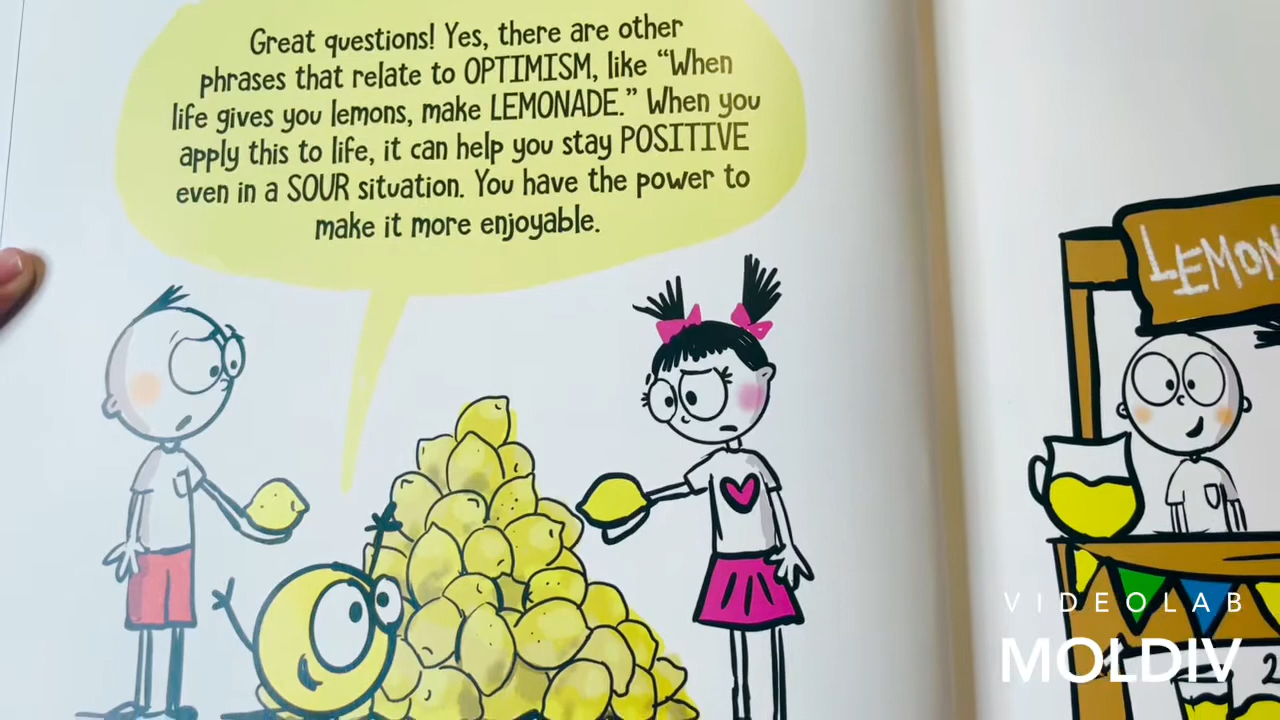 Great questions! Yes, there are other
phrases that relate to OPTIMISM, like “When
life gives you lemons, make LEMONADE.” When you
apply this to life, it can help you stay POSITIVE
even in a SOUR situation. You have the power to
make it more enjoyable.
LEMON
VIDEOLAB
MOLDIV
2